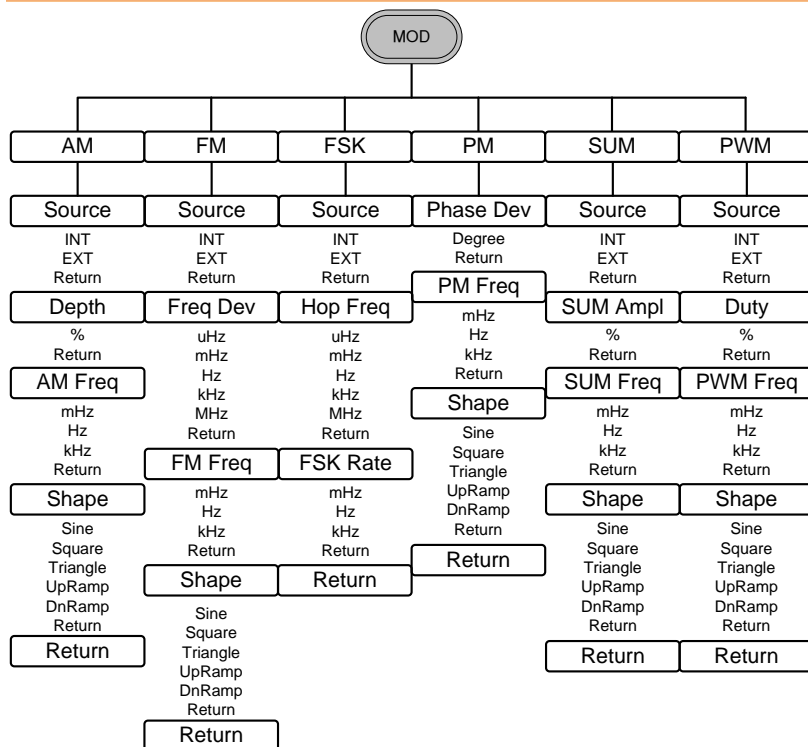 MOD
AM
FM
FSK
PM
SUM
PWM
Source
INT
EXT
Return
Depth
%
Return
AM Freq
mHz
Hz
kHz
Return
Shape
Sine
Square
Triangle
UpRamp
DnRamp
Return
Return
Source
INT
EXT
Return
Freq Dev
uHz
mHz
Hz
kHz
MHz
Return
FM Freq
mHz
Hz
kHz
Return
Shape
Sine
Square
Triangle
UpRamp
DnRamp
Return
Return
Source
INT
EXT
Return
Hop Freq
uHz
mHz
Hz
kHz
MHz
Return
FSK Rate
mHz
Hz
kHz
Return
Return
Phase Dev
Degree
Return
PM Freq
mHz
Hz
kHz
Return
Shape
Sine
Square
Triangle
UpRamp
DnRamp
Return
Return
Source
INT
EXT
Return
SUM Ampl
%
Return
SUM Freq
mHz
Hz
kHz
Return
Shape
Sine
Square
Triangle
UpRamp
DnRamp
Return
Return
Source
INT
EXT
Return
Duty
%
Return
PWM Freq
mHz
Hz
kHz
Return
Shape
Sine
Square
Triangle
UpRamp
DnRamp
Return
Return